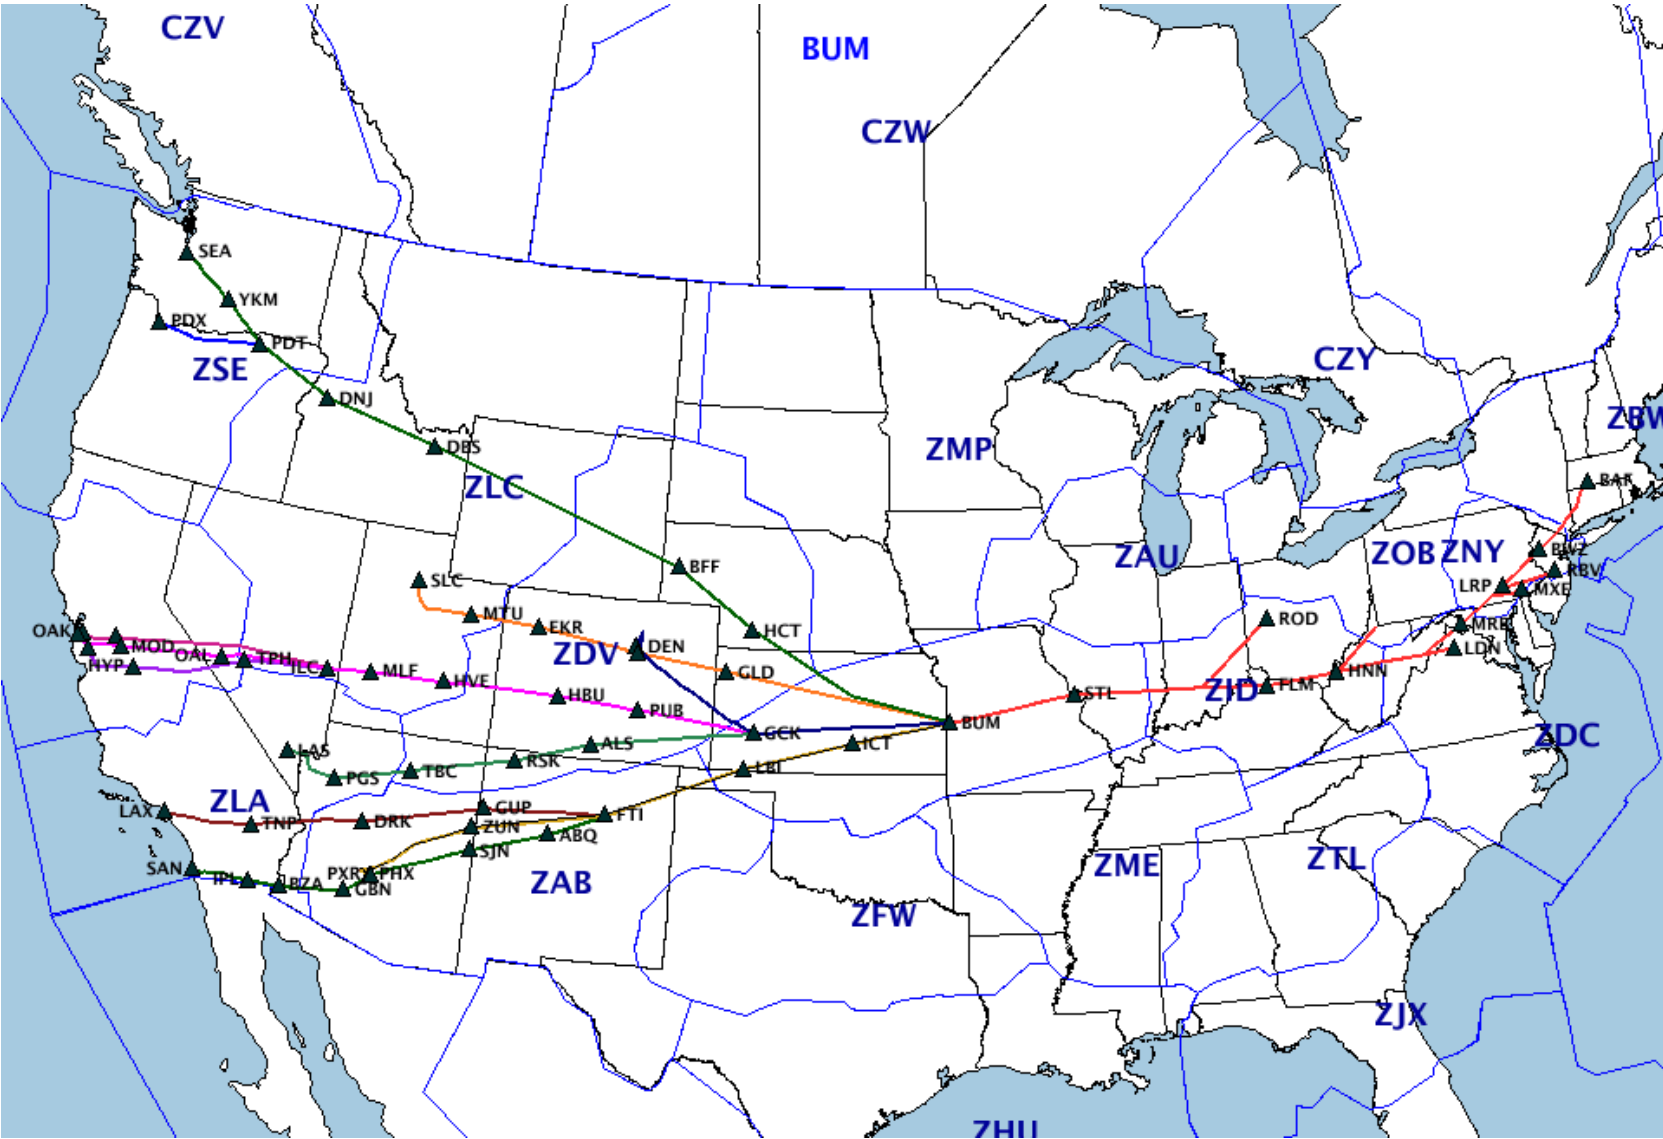 CZV
BUM
CZW
SEA
YKM
PDX
PDT
ZSE
CZY
DNJ
ZBW
DBS
ZMP
ZLC
BAF
ZAU
ZOB
ZNY
BWZ
BFF
RBV
SLC
LRP
MXE
MTU
ROD
EKR
HCT
MRB
OAK
MOD
OAL
TPH
ILC
DEN
LDN
ZDV
HYP
MLF
GLD
HNN
HVE
ZID
FLM
HBU
STL
PUB
BUM
GCK
ZDC
LAS
ALS
ICT
RSK
PGS
TBC
LBL
ZLA
LAX
TNP
DRK
GUP
FTI
ZUN
ABQ
SJN
ZME
ZTL
SAN
IPL
BZA
PXR
PHX
GBN
ZAB
ZFW
ZJX
ZHU